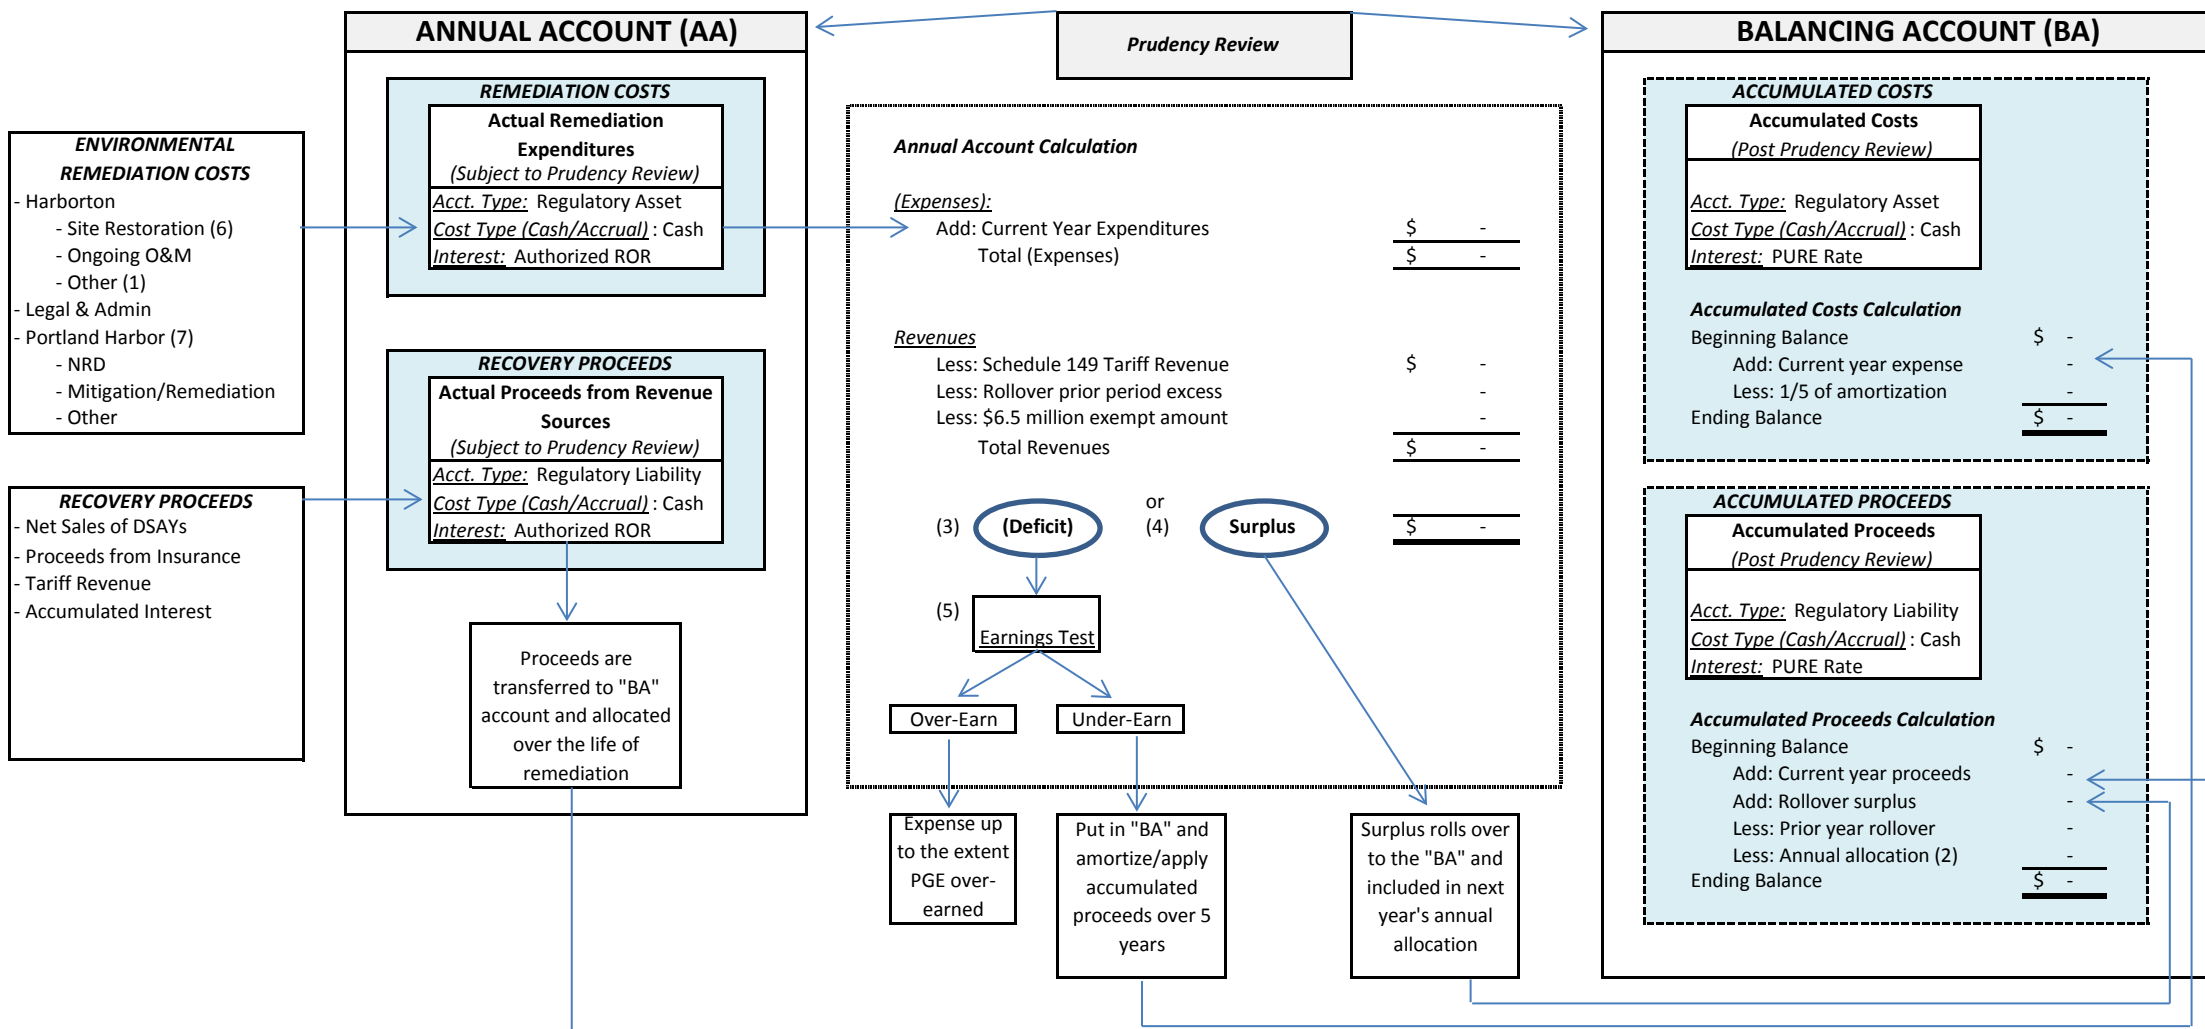 ANNUAL ACCOUNT (AA)
Prudency Review
BALANCING ACCOUNT (BA)
ENVIRONMENTAL
REMEDIATION COSTS
- Harborton
- Site Restoration (6)
- Ongoing O&M
- Other (1)
- Legal & Admin
- Portland Harbor (7)
- NRD
- Mitigation/Remediation
- Other
RECOVERY PROCEEDS
- Net Sales of DSAYs
- Proceeds from Insurance
- Tariff Revenue
- Accumulated Interest
REMEDIATION COSTS
Actual Remediation
Expenditures
(Subject to Prudency Review)
Acct. Type: Regulatory Asset
Cost Type (Cash/Accrual) : Cash
Interest: Authorized ROR
RECOVERY PROCEEDS
Actual Proceeds from Revenue
Sources
(Subject to Prudency Review)
Acct. Type: Regulatory Liability
Cost Type (Cash/Accrual) : Cash
Interest: Authorized ROR
Proceeds are
transferred to "BA"
account and allocated
over the life of
remediation
Annual Account Calculation
(Expenses):
Add: Current Year Expenditures $ -
Total (Expenses) $ -
Revenues
Less: Schedule 149 Tariff Revenue $ -
Less: Rollover prior period excess -
Less: $6.5 million exempt amount -
Total Revenues $ -
or
(3) (Deficit) (4) Surplus $ -
(5)
Earnings Test
Over-Earn
Under-Earn
Expense up
to the extent
PGE over-
earned
Put in "BA" and
amortize/apply
accumulated
proceeds over 5
years
Surplus rolls over
to the "BA" and
included in next
year's annual
allocation
ACCUMULATED COSTS
Accumulated Costs
(Post Prudency Review)
Acct. Type: Regulatory Asset
Cost Type (Cash/Accrual) : Cash
Interest: PURE Rate
Accumulated Costs Calculation
Beginning Balance $ -
Add: Current year expense -
Less: 1/5 of amortization -
Ending Balance $ -
ACCUMULATED PROCEEDS
Accumulated Proceeds
(Post Prudency Review)
Acct. Type: Regulatory Liability
Cost Type (Cash/Accrual) : Cash
Interest: PURE Rate
Accumulated Proceeds Calculation
Beginning Balance $ -
Add: Current year proceeds -
Add: Rollover surplus -
Less: Prior year rollover -
Less: Annual allocation (2) -
Ending Balance $ -